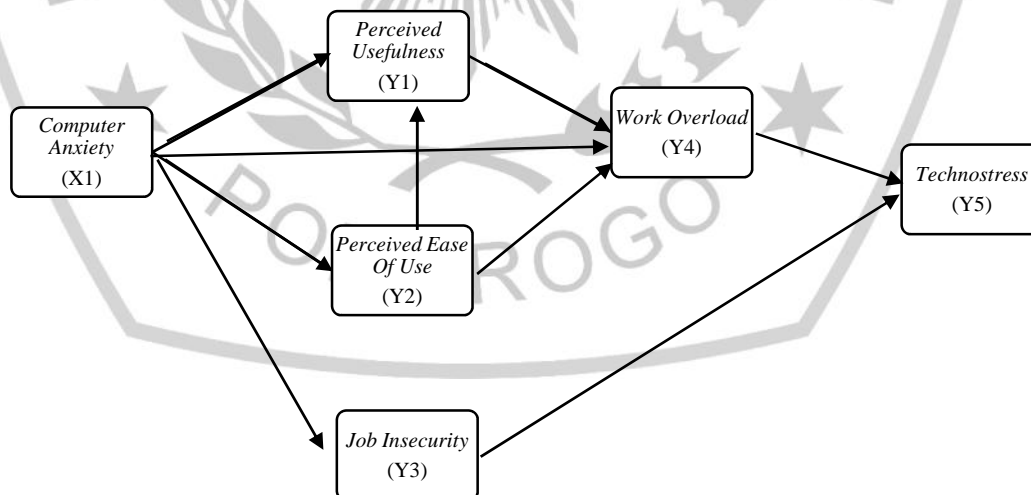 Perceived
Usefulness
(Y1)
Computer
Anxiety
(X1)
Work Overload
(Y4)
Technostress
(Y5)
Perceived Ease
Of Use
(Y2)
Job Insecurity
(Y3)